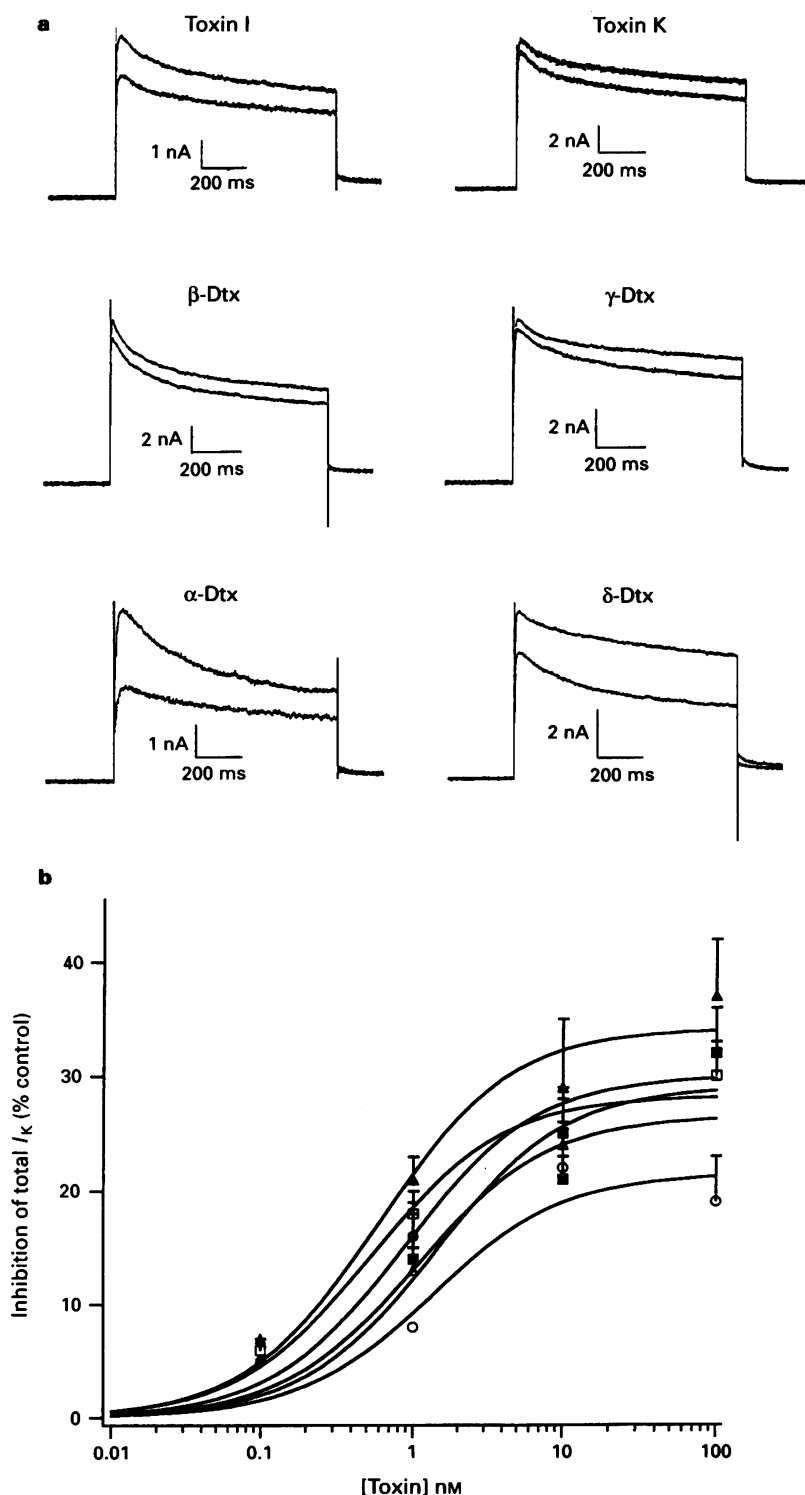 a
Toxin I
Toxin K
1 nA
200 ms
2 nA
200 ms
β-Dtx
γ-Dtx
2 nA
200 ms
2 nA
200 ms
α-Dtx
δ-Dtx
1 nA
200 ms
2 nA
200 ms
b
Inhibition of total IK (% control)
40
30
20
10
0
0.01
0.1
1
10
100
[Toxin] nM